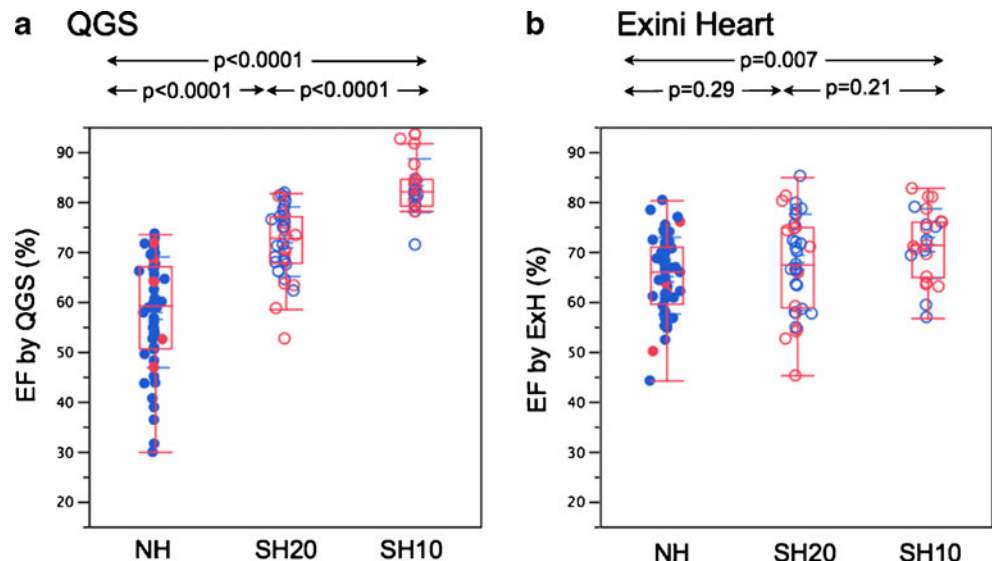 a QGS
p<0.0001
p<0.0001 p<0.0001
EF by QGS (%)
90
80
70
60
50
40
30
20
NH SH20 SH10
b Exini Heart
p=0.007
p=0.29 p=0.21
EF by ExH (%)
90
80
70
60
50
40
30
20
NH SH20 SH10